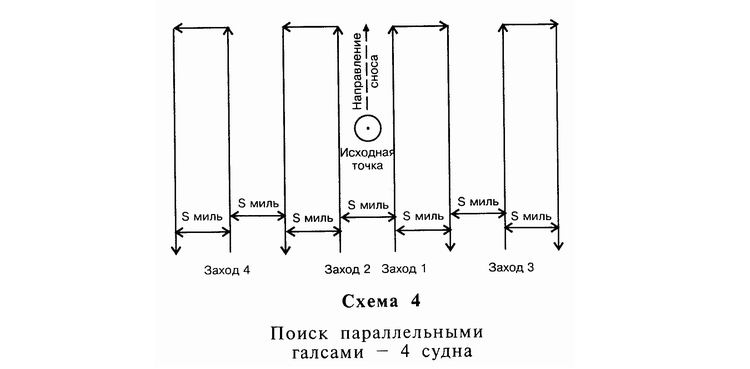 Направление
сноса
Исходная
точка
S миль S миль S миль
S миль S миль S миль S миль
Заход 4 Заход 2 Заход 1 Заход 3
Схема 4
Поиск параллельными
галсами – 4 судна